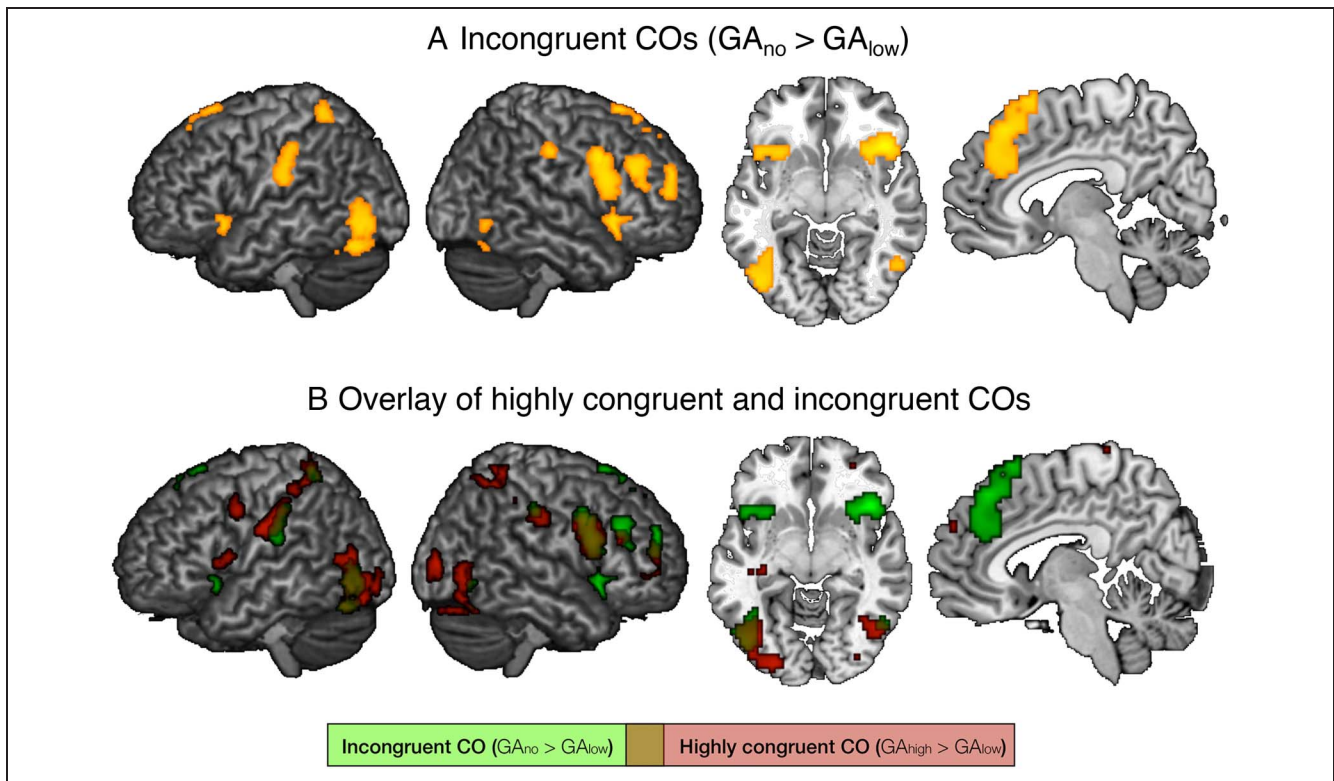 A Incongruent COs (GAno > GAlow)
B Overlay of highly congruent and incongruent COs
Incongruent CO (GAno > GAlow) Highly congruent CO (GAhigh > GAlow)